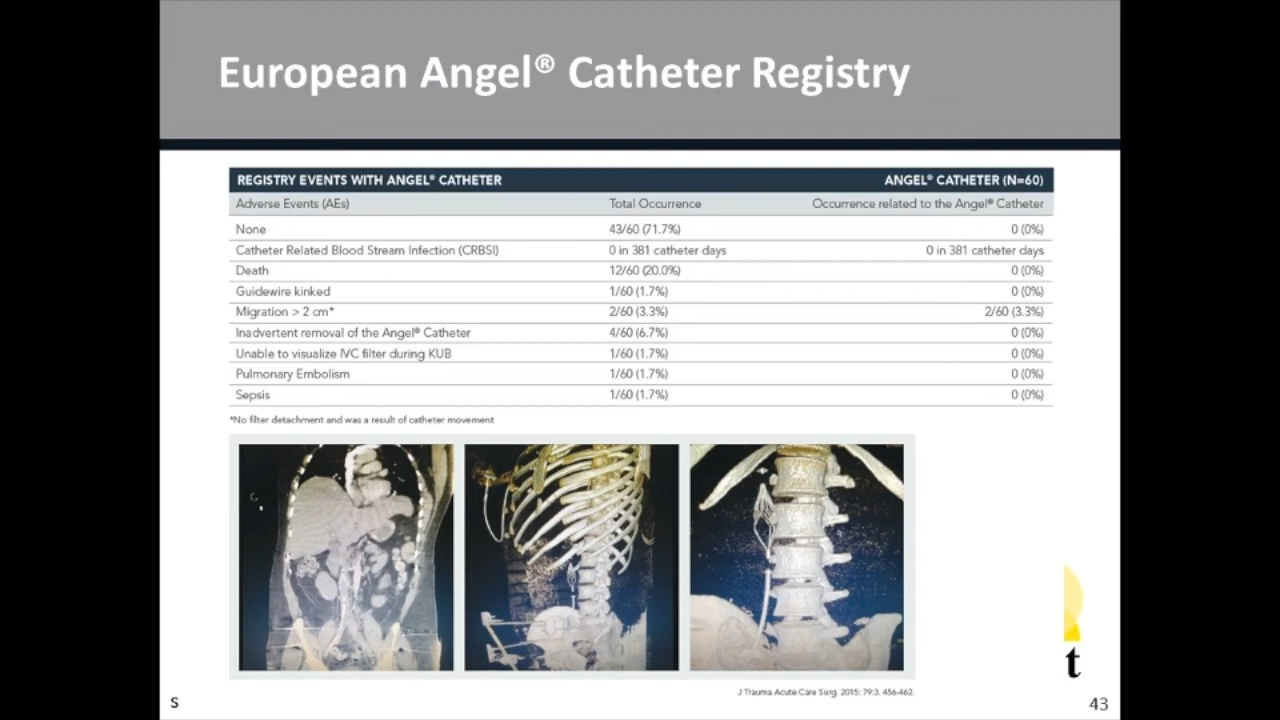 European Angel® Catheter Registry
REGISTRY EVENTS WITH ANGEL® CATHETER ANGEL® CATHETER (N=60)
Adverse Events (AEs) Total Occurrence Occurrence related to the Angel® Catheter
None 43/60 (71.7%) 0 (0%)
Catheter Related Blood Stream Infection (CRBSI) 0 in 381 catheter days 0 in 381 catheter days
Death 12/60 (20.0%) 0 (0%)
Guidewire kinked 1/60 (1.7%) 0 (0%)
Migration > 2 cm* 2/60 (3.3%) 2/60 (3.3%)
Inadvertent removal of the Angel® Catheter 4/60 (6.7%) 0 (0%)
Unable to visualize IVC filter during KUB 1/60 (1.7%) 0 (0%)
Pulmonary Embolism 1/60 (1.7%) 0 (0%)
Sepsis 1/60 (1.7%) 0 (0%)
*No filter detachment and was a result of catheter movement
t
J Trauma Acute Care Surg. 2015: 79:3. 456-462.
S 43